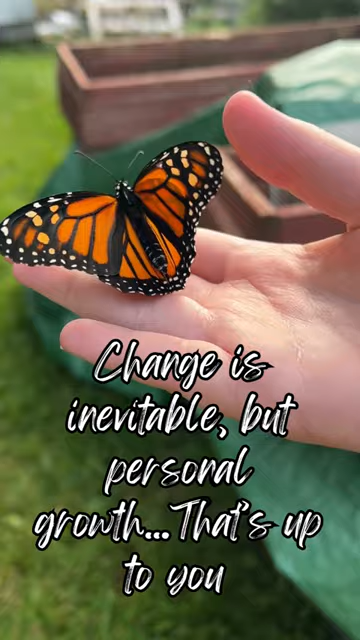 Change is
inevitable, but
personal
growth...That's up
to you